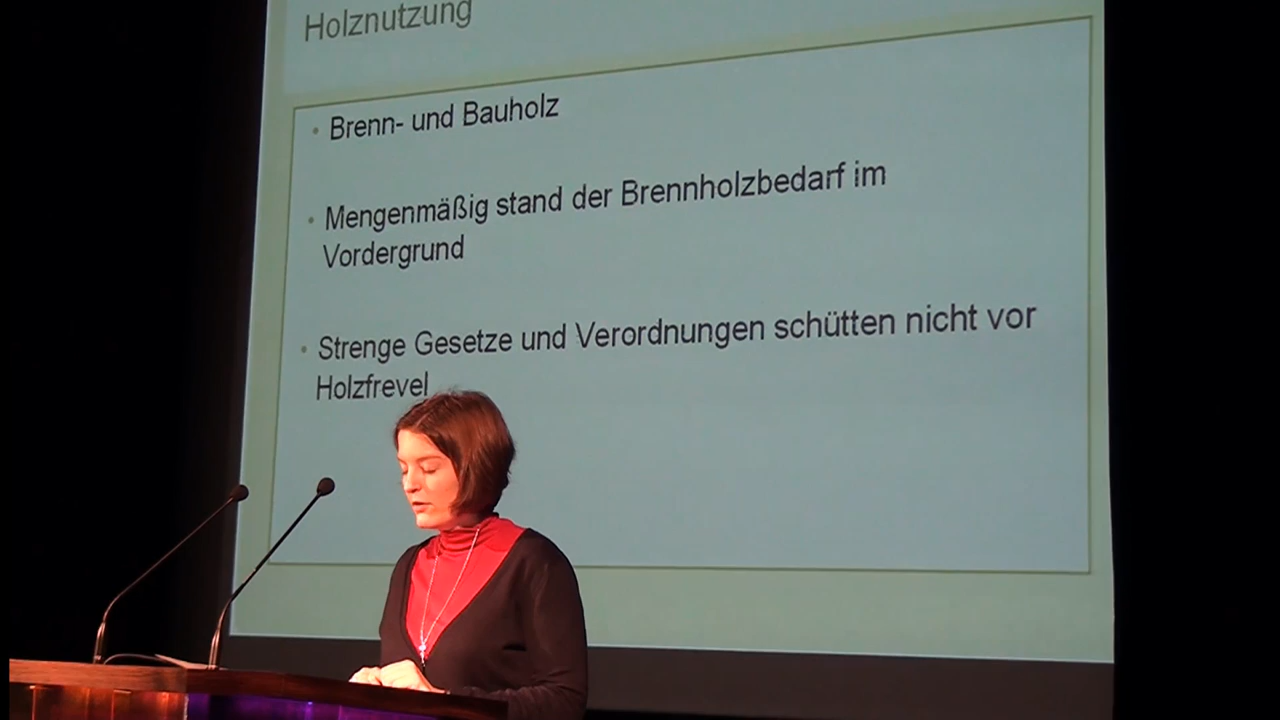 Holznutzung
• Brenn- und Bauholz
• Mengenmäßig stand der Brennholzbedarf im
Vordergrund
• Strenge Gesetze und Verordnungen schütten nicht vor
Holzfrevel